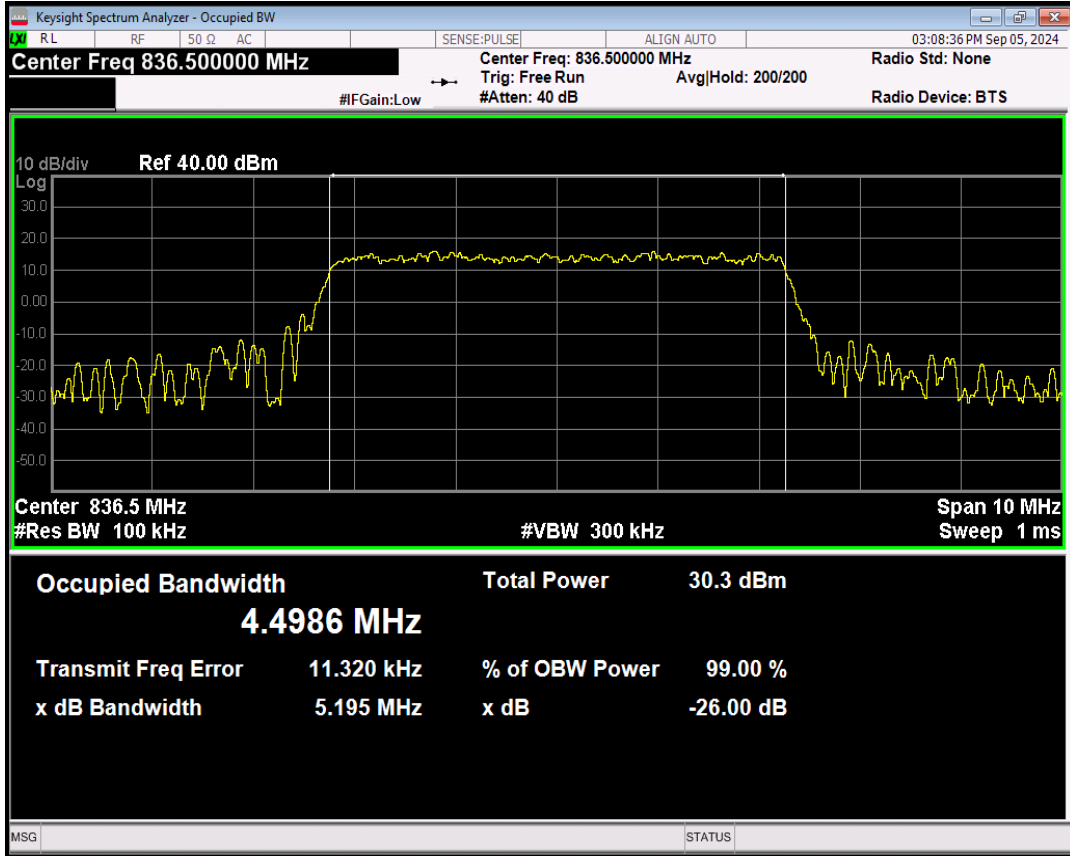 Keysight Spectrum Analyzer - Occupied BW
LXI RL RF 50 Ω AC SENSE:PULSE ALIGN AUTO 03:08:36 PM Sep 05, 2024
Center Freq 836.500000 MHz Center Freq: 836.500000 MHz Radio Std: None
Trig: Free Run Avg|Hold: 200/200
#IFGain:Low #Atten: 40 dB Radio Device: BTS
10 dB/div Ref 40.00 dBm
Log
30.0
20.0
10.0
0.00
-10.0
-20.0
-30.0
-40.0
-50.0
Center 836.5 MHz Span 10 MHz
#Res BW 100 kHz #VBW 300 kHz Sweep 1 ms
Occupied Bandwidth Total Power 30.3 dBm
4.4986 MHz
Transmit Freq Error 11.320 kHz % of OBW Power 99.00 %
x dB Bandwidth 5.195 MHz x dB -26.00 dB
MSG STATUS